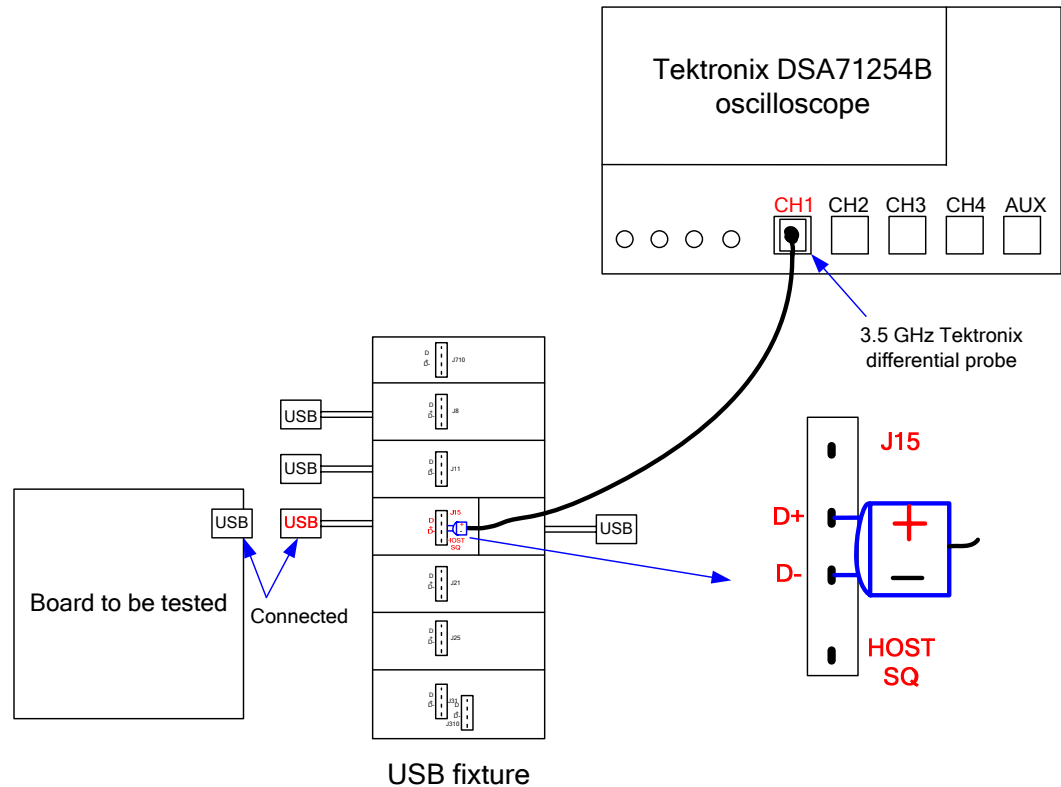 Tektronix DSA71254B
oscilloscope
CH1 CH2 CH3 CH4 AUX
3.5 GHz Tektronix
differential probe
D
+
D-
J710
USB
D
+
D-
J8
USB
D
+
D-
J11
USB
USB
D
+
D-
J15
+
-
HOST
SQ
USB
Board to be tested
Connected
D
+
D-
J21
D
+
D-
J25
D
+
D-
J31
D
+
D-
J310
USB fixture
J15
D+
+
D-
−
HOST
SQ